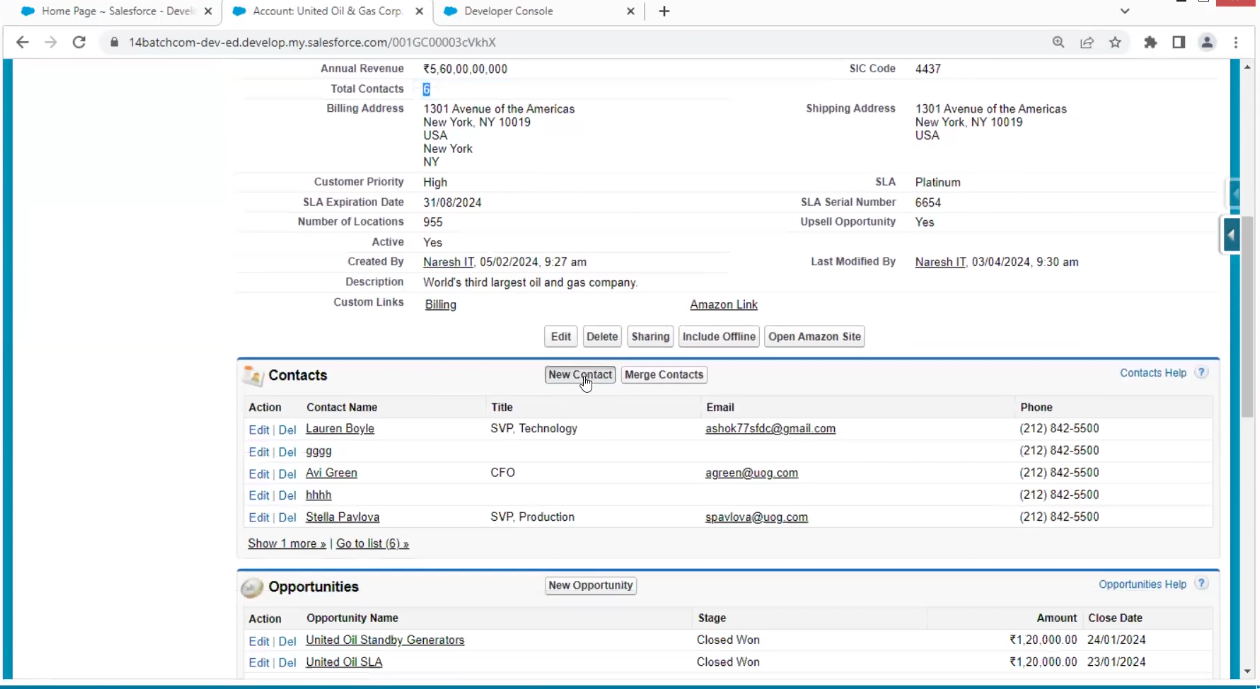 Home Page ~ Salesforce - Devel
Account: United Oil & Gas Corp.
Developer Console
14batchcom-dev-ed.develop.my.salesforce.com/001GC00003cVkhX
Annual Revenue ₹5,60,00,00,000 SIC Code 4437
Total Contacts 6
Billing Address 1301 Avenue of the Americas Shipping Address 1301 Avenue of the Americas
New York, NY 10019 New York, NY 10019
USA USA
New York
NY
Customer Priority High SLA Platinum
SLA Expiration Date 31/08/2024 SLA Serial Number 6654
Number of Locations 955 Upsell Opportunity Yes
Active Yes
Created By Naresh IT, 05/02/2024, 9:27 am Last Modified By Naresh IT, 03/04/2024, 9:30 am
Description World's third largest oil and gas company.
Custom Links Billing Amazon Link
Edit Delete Sharing Include Offline Open Amazon Site
Contacts New Contact Merge Contacts Contacts Help ?
Action Contact Name Title Email Phone
Edit | Del Lauren Boyle SVP, Technology ashok77sfdc@gmail.com (212) 842-5500
Edit | Del gggg (212) 842-5500
Edit | Del Avi Green CFO agreen@uog.com (212) 842-5500
Edit | Del hhhh (212) 842-5500
Edit | Del Stella Pavlova SVP, Production spavlova@uog.com (212) 842-5500
Show 1 more » | Go to list (6) »
Opportunities New Opportunity Opportunities Help ?
Action Opportunity Name Stage Amount Close Date
Edit | Del United Oil Standby Generators Closed Won ₹1,20,000.00 24/01/2024
Edit | Del United Oil SLA Closed Won ₹1,20,000.00 23/01/2024